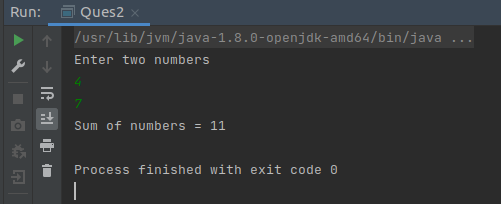 Run: Ques2 ×
/usr/lib/jvm/java-1.8.0-openjdk-amd64/bin/java ...
Enter two numbers
4
7
Sum of numbers = 11
Process finished with exit code 0